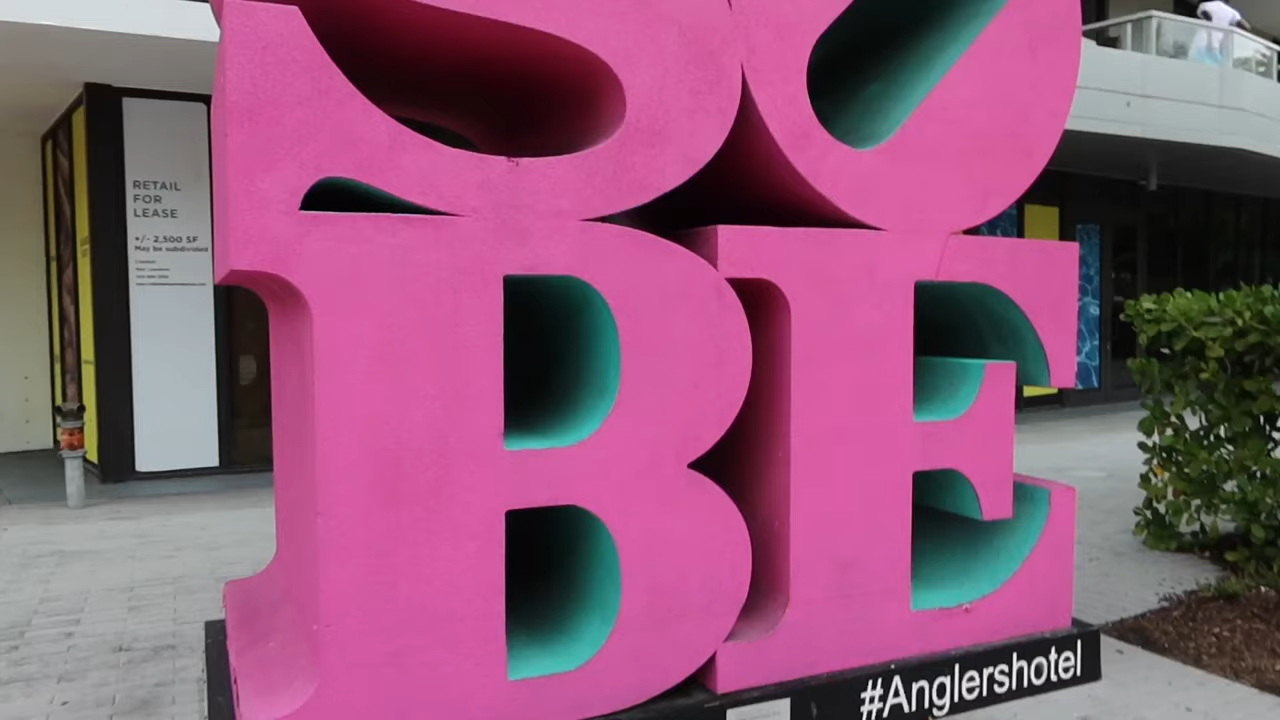 SO
BE
RETAIL
FOR
LEASE
+/- 2,500 SF
May be subdivided
#Anglershotel